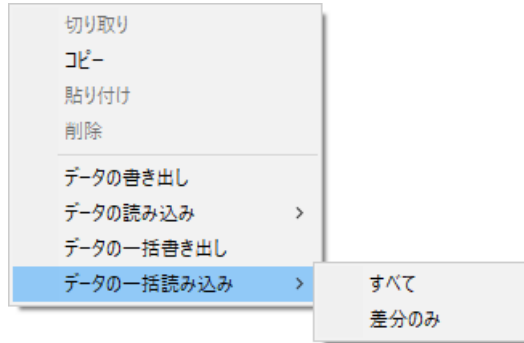 切り取り
コピー
貼り付け
削除
データの書き出し
データの読み込み
データの一括書き出し
データの一括読み込み
すべて
差分のみ